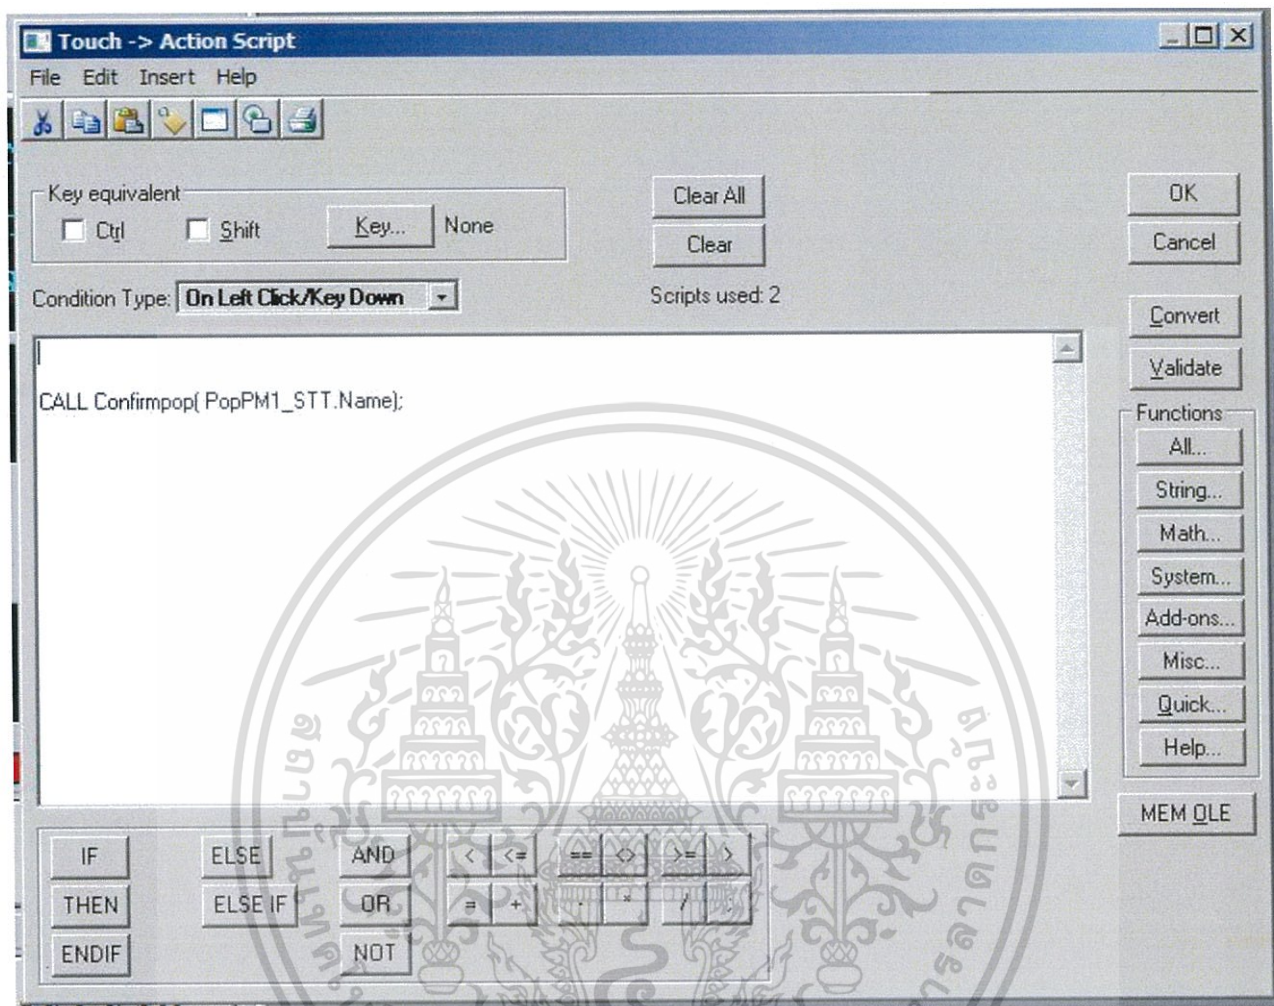 Touch -> Action Script
File Edit Insert Help
Key equivalent
Ctrl Shift Key... None
Clear All
Clear
OK
Cancel
Condition Type: On Left Click/Key Down
Scripts used: 2
Convert
Validate
CALL Confirmpop( PopPM1_STT.Name);
Functions
All...
String...
Math...
System...
Add-ons...
Misc...
Quick...
Help...
MEM OLE
IF ELSE AND < <= == <> >= >
THEN ELSE IF OR = + - * / ;
ENDIF NOT